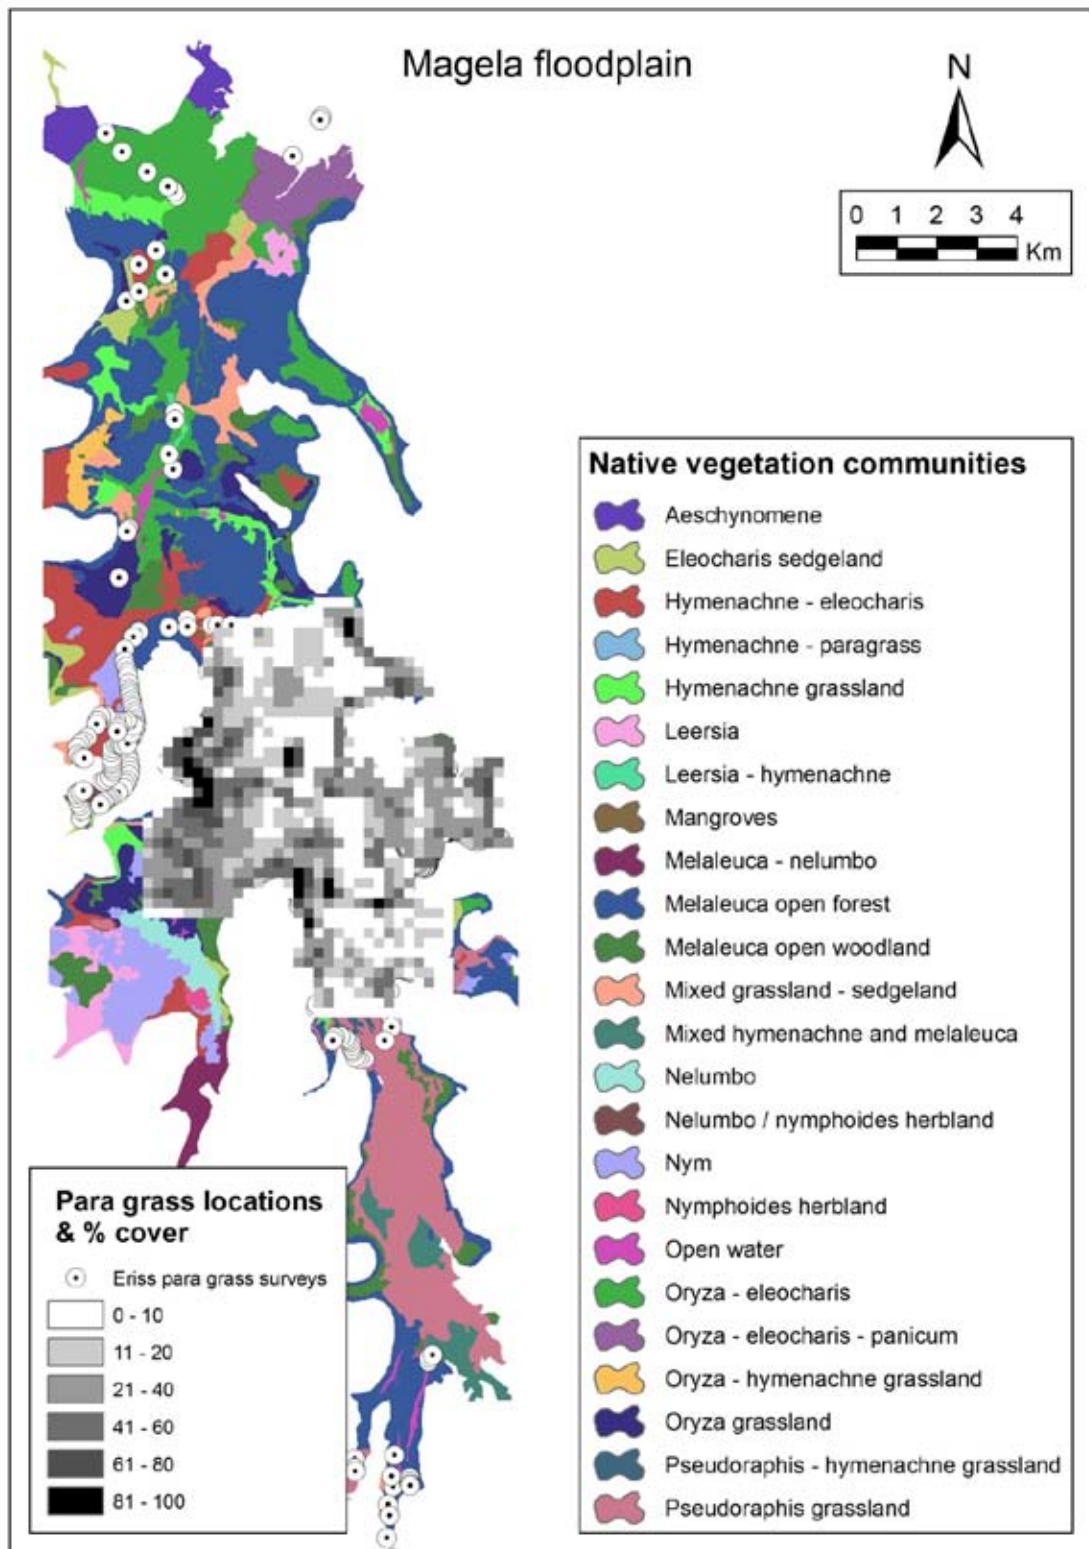 Magela floodplain
N
0 1 2 3 4
Km
Native vegetation communities
Aeschynomene
Eleocharis sedgeland
Hymenachne - eleocharis
Hymenachne - paragrass
Hymenachne grassland
Leersia
Leersia - hymenachne
Mangroves
Melaleuca - nelumbo
Melaleuca open forest
Melaleuca open woodland
Mixed grassland - sedgeland
Mixed hymenachne and melaleuca
Nelumbo
Nelumbo / nymphoides herbland
Nym
Nymphoides herbland
Open water
Oryza - eleocharis
Oryza - eleocharis - panicum
Oryza - hymenachne grassland
Oryza grassland
Pseudoraphis - hymenachne grassland
Pseudoraphis grassland
Para grass locations
& % cover
Eriss para grass surveys
0 - 10
11 - 20
21 - 40
41 - 60
61 - 80
81 - 100